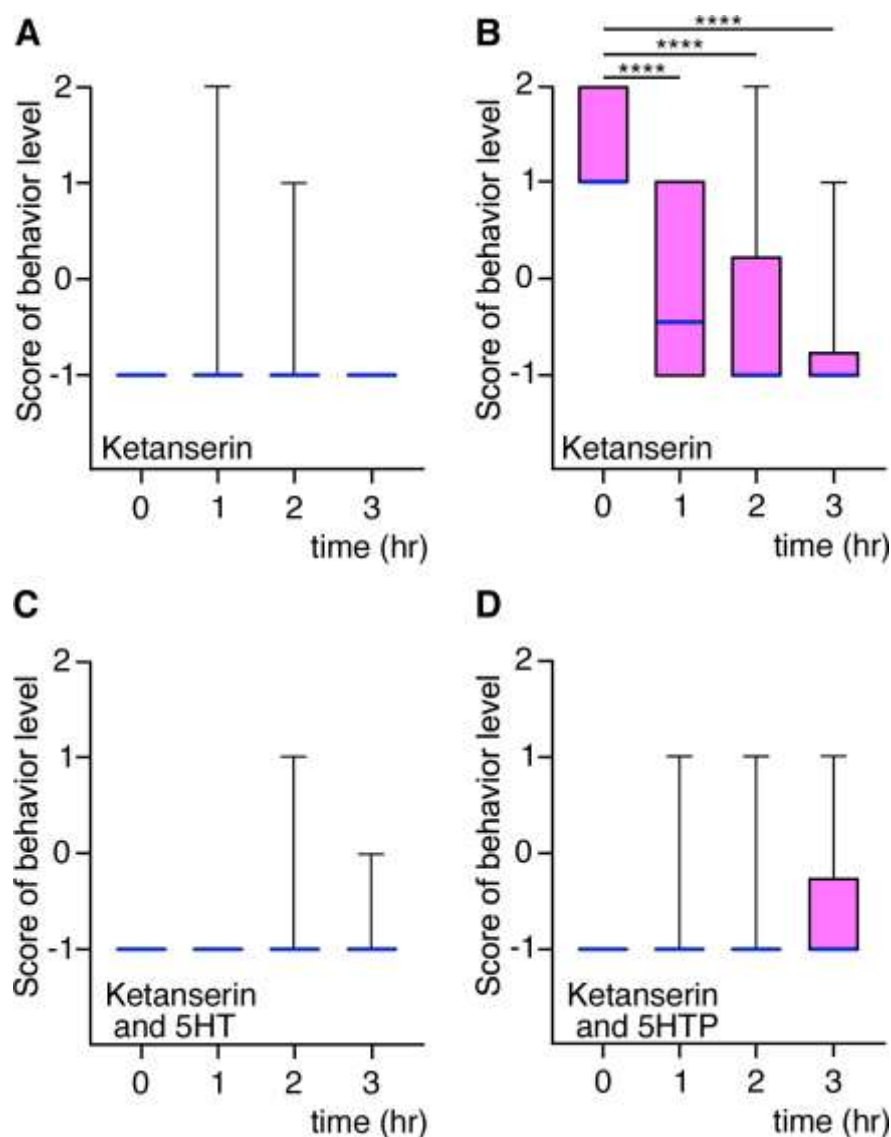 A
Score of behavior level
2
1
0
-1
Ketanserin
0 1 2 3
time (hr)
B
****
****
****
Score of behavior level
2
1
0
-1
Ketanserin
0 1 2 3
time (hr)
C
Score of behavior level
2
1
0
-1
Ketanserin
and 5HT
0 1 2 3
time (hr)
D
Score of behavior level
2
1
0
-1
Ketanserin
and 5HTP
0 1 2 3
time (hr)